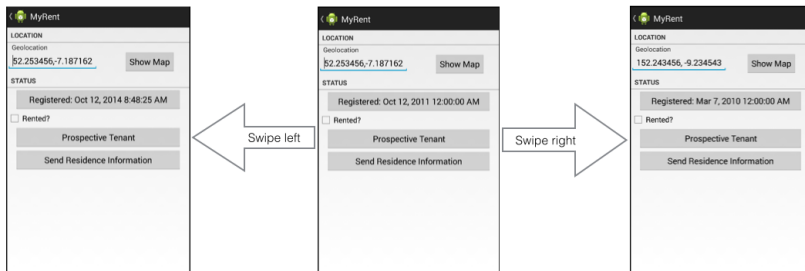 MyRent
LOCATION
Geolocation
52.253456,-7.187162
Show Map
STATUS
Registered: Oct 12, 2014 8:48:25 AM
Rented?
Prospective Tenant
Send Residence Information
Swipe left
MyRent
LOCATION
Geolocation
52.253456,-7.187162
Show Map
STATUS
Registered: Oct 12, 2011 12:00:00 AM
Rented?
Prospective Tenant
Send Residence Information
Swipe right
MyRent
LOCATION
Geolocation
152.243456, -9.234543
Show Map
STATUS
Registered: Mar 7, 2010 12:00:00 AM
Rented?
Prospective Tenant
Send Residence Information